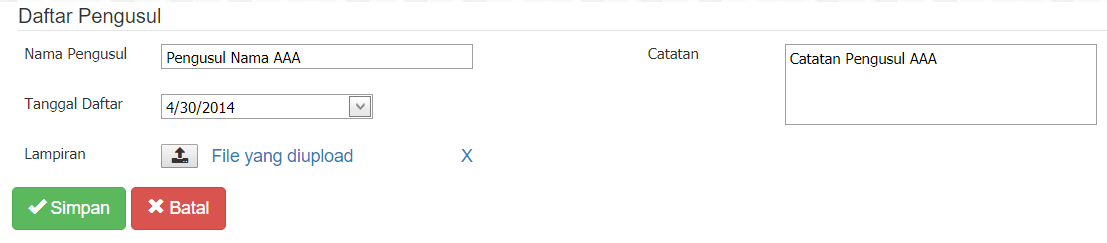 Daftar Pengusul
Nama Pengusul Pengusul Nama AAA Catatan Catatan Pengusul AAA
Tanggal Daftar 4/30/2014
Lampiran File yang diupload X
Simpan Batal